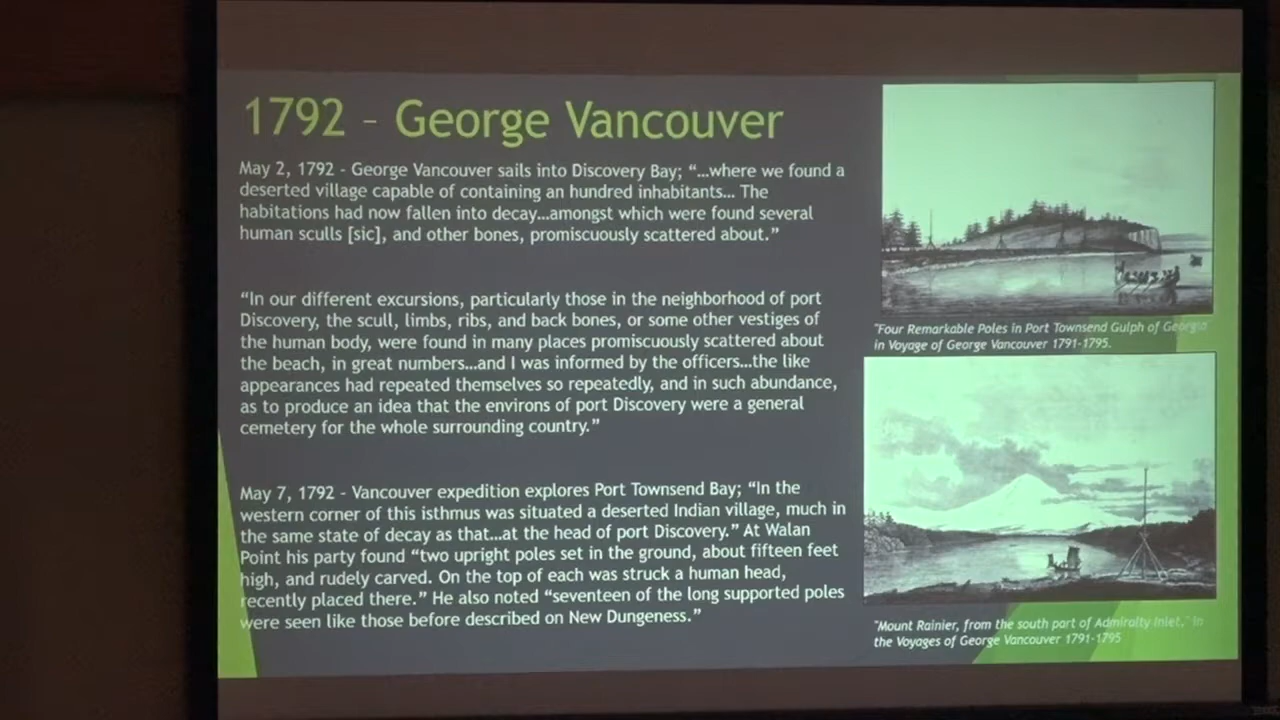 1792 – George Vancouver
May 2, 1792 - George Vancouver sails into Discovery Bay; “...where we found a
deserted village capable of containing an hundred inhabitants... The
habitations had now fallen into decay...amongst which were found several
human sculls [sic], and other bones, promiscuously scattered about.”
“In our different excursions, particularly those in the neighborhood of port
Discovery, the scull, limbs, ribs, and back bones, or some other vestiges of
the human body, were found in many places promiscuously scattered about
the beach, in great numbers...and I was informed by the officers...the like
appearances had repeated themselves so repeatedly, and in such abundance,
as to produce an idea that the environs of port Discovery were a general
cemetery for the whole surrounding country.”
May 7, 1792 - Vancouver expedition explores Port Townsend Bay; “In the
western corner of this isthmus was situated a deserted Indian village, much in
the same state of decay as that...at the head of port Discovery.” At Walan
Point his party found “two upright poles set in the ground, about fifteen feet
high, and rudely carved. On the top of each was struck a human head,
recently placed there.” He also noted “seventeen of the long supported poles
were seen like those before described on New Dungeness.”
"Four Remarkable Poles in Port Townsend Gulph of Georgia
in Voyage of George Vancouver 1791-1795.
"Mount Rainier, from the south part of Admiralty Inlet," in
the Voyages of George Vancouver 1791-1795